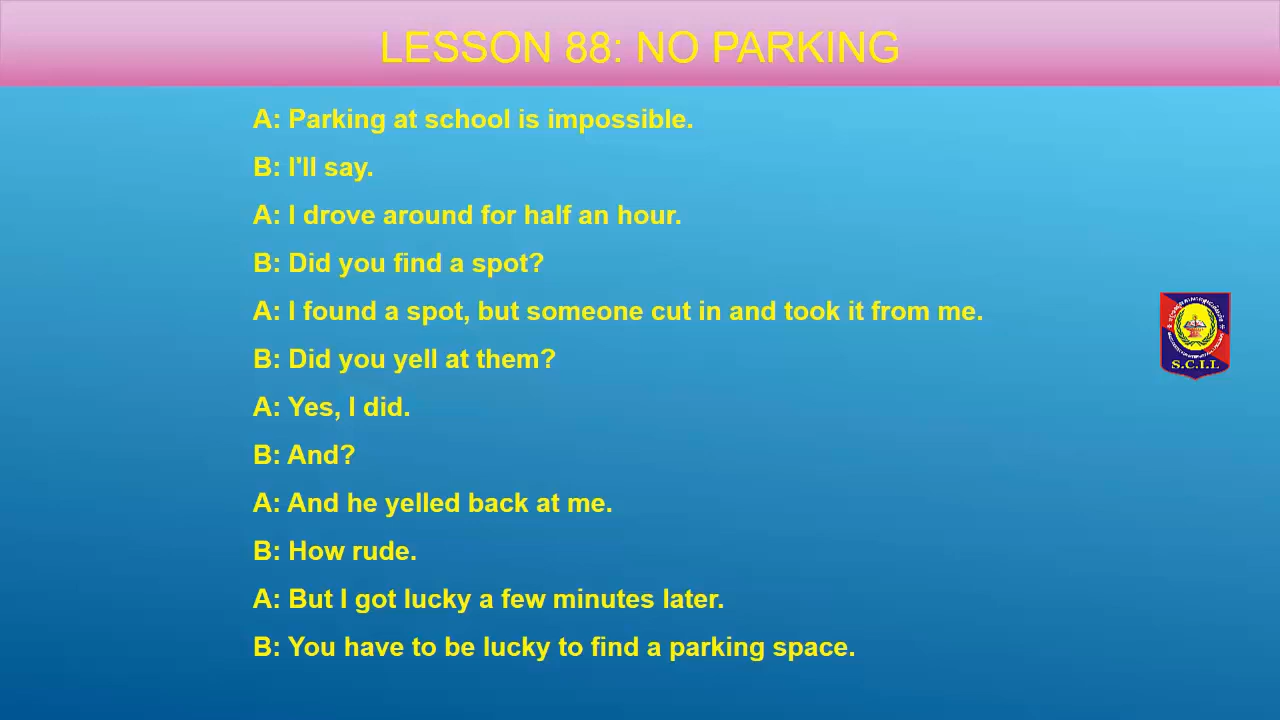 LESSON 88: NO PARKING
A: Parking at school is impossible.
B: I'll say.
A: I drove around for half an hour.
B: Did you find a spot?
A: I found a spot, but someone cut in and took it from me.
B: Did you yell at them?
A: Yes, I did.
B: And?
A: And he yelled back at me.
B: How rude.
A: But I got lucky a few minutes later.
B: You have to be lucky to find a parking space.
S.C.I.L